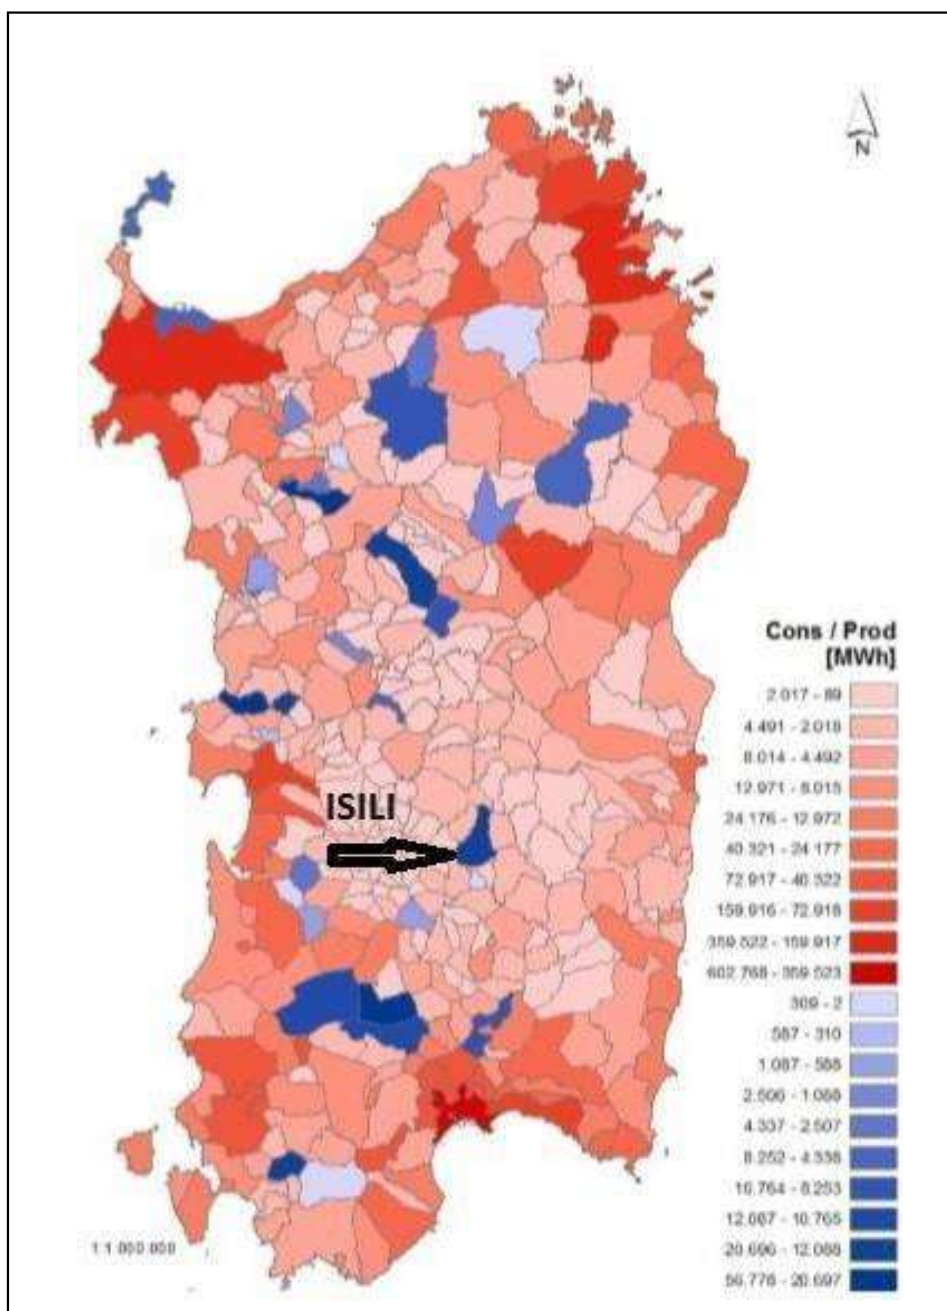 N
ISILI
Cons / Prod
[MWh]
2.017 - 89
4.491 - 2.018
8.014 - 4.492
12.971 - 8.015
24.176 - 12.972
40.321 - 24.177
72.917 - 40.322
159.916 - 72.918
359.522 - 159.917
602.768 - 359.523
309 - 2
587 - 310
1.087 - 588
2.506 - 1.088
4.337 - 2.507
8.252 - 4.338
10.764 - 8.253
12.087 - 10.765
20.696 - 12.088
56.776 - 20.697
1:1 000 000